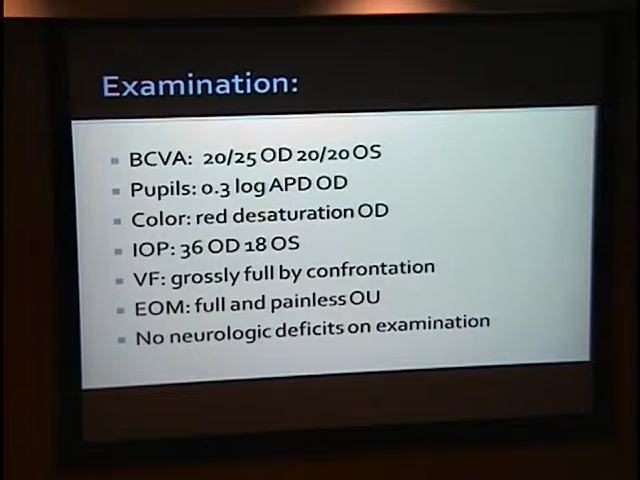 Examination:
BCVA: 20/25 OD 20/20 OS
Pupils: 0.3 log APD OD
Color: red desaturation OD
IOP: 36 OD 18 OS
VF: grossly full by confrontation
EOM: full and painless OU
No neurologic deficits on examination